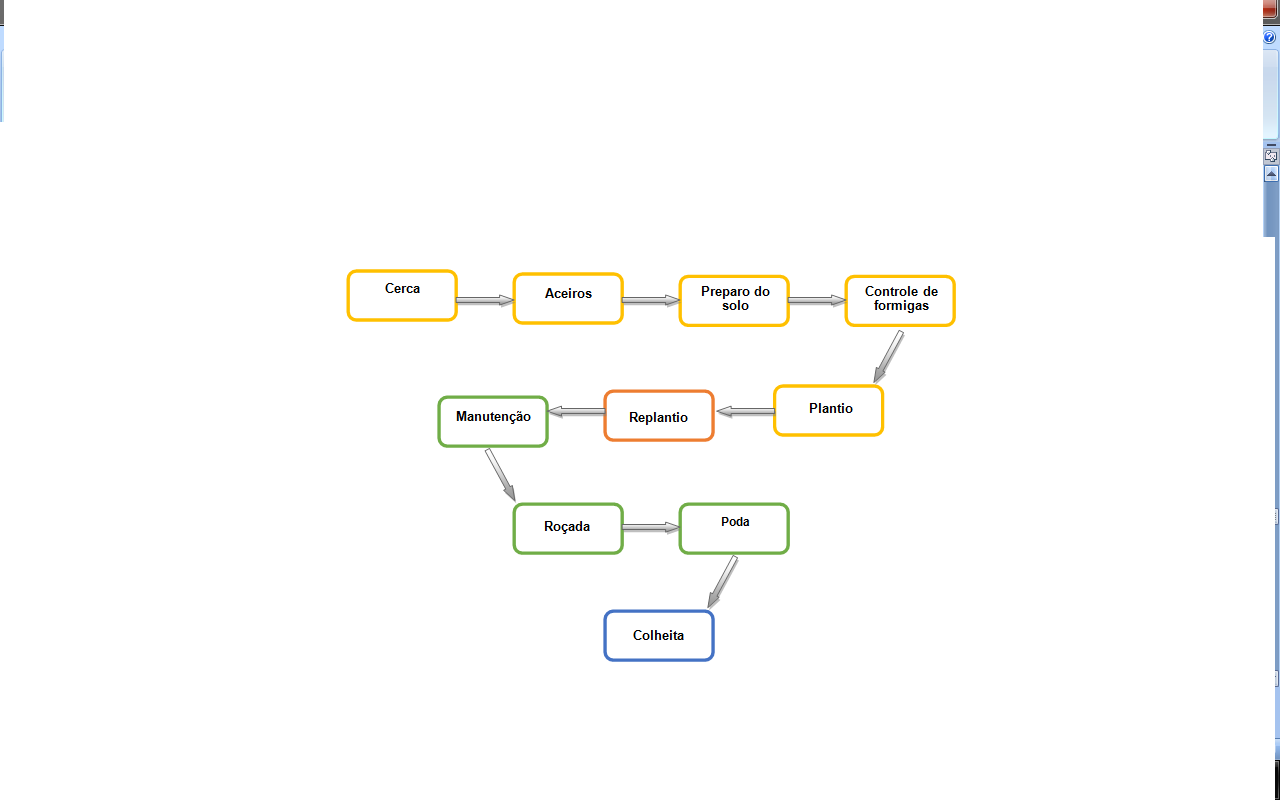 Cerca
Aceiros
Preparo do
solo
Controle de
formigas
Plantio
Replantio
Manutenção
Roçada
Poda
Colheita